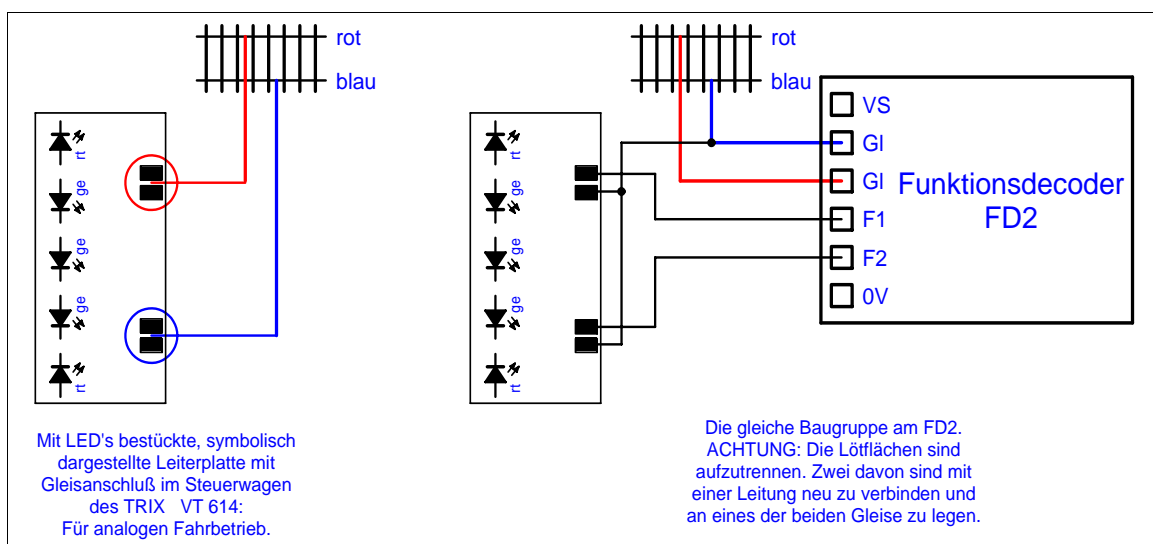 rot
blau
rt
ge
ge
ge
rt
Mit LED's bestückte, symbolisch
dargestellte Leiterplatte mit
Gleisanschluß im Steuerwagen
des TRIX VT 614:
Für analogen Fahrbetrieb.
rot
blau
rt
ge
ge
ge
rt
VS
Gl
Gl
F1
F2
0V
Funktionsdecoder
FD2
Die gleiche Baugruppe am FD2.
ACHTUNG: Die Lötflächen sind
aufzutrennen. Zwei davon sind mit
einer Leitung neu zu verbinden und
an eines der beiden Gleise zu legen.